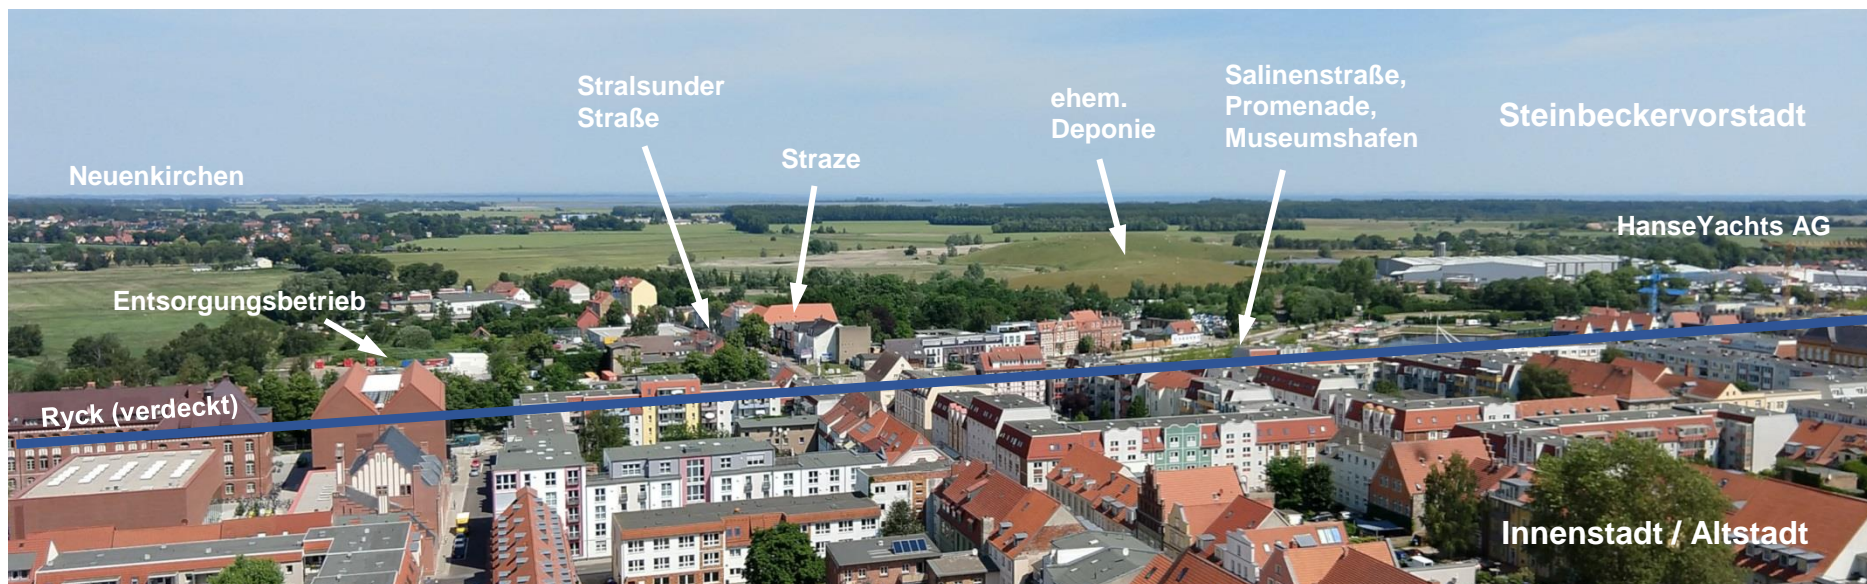 Stralsunder
Straße
Straze
ehem.
Deponie
Salinenstraße,
Promenade,
Museumshafen
Steinbeckervorstadt
Neuenkirchen
HanseYachts AG
Entsorgungsbetrieb
Ryck (verdeckt)
Innenstadt / Altstadt